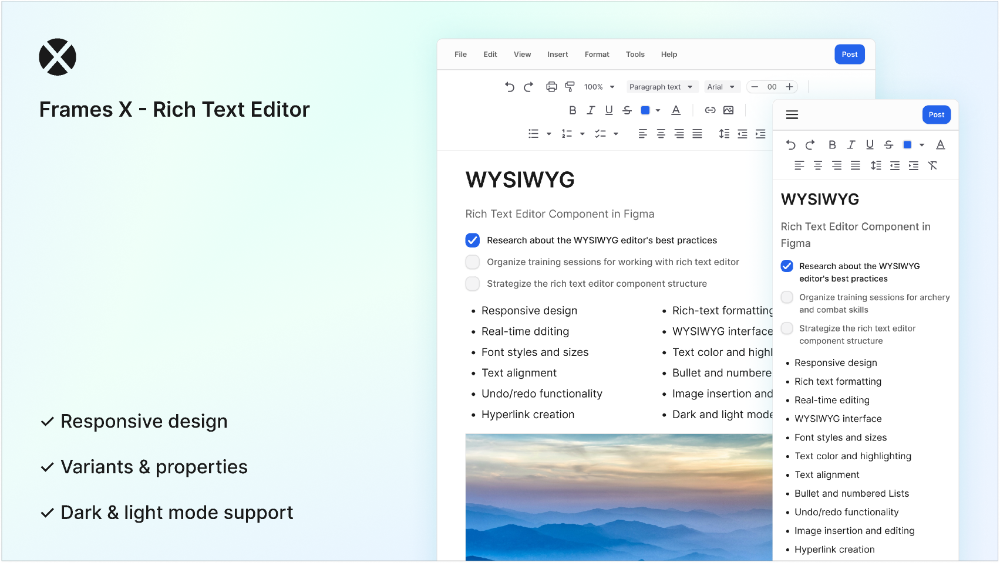 Frames X - Rich Text Editor
Responsive design
Variants & properties
Dark & light mode support
File Edit View Insert Format Tools Help Post
100% Paragraph text Arial 00
WYSIWYG
Rich Text Editor Component in Figma
Research about the WYSIWYG editor's best practices
Organize training sessions for working with rich text editor
Strategize the rich text editor component structure
Responsive design
Real-time dditing
Font styles and sizes
Text alignment
Undo/redo functionality
Hyperlink creation
Rich-text formatting
WYSIWYG interface
Text color and highl
Bullet and numbere
Image insertion and
Dark and light mode
Post
WYSIWYG
Rich Text Editor Component in
Figma
Research about the WYSIWYG
editor's best practices
Organize training sessions for archery
and combat skills
Strategize the rich text editor
component structure
Responsive design
Rich text formatting
Real-time editing
WYSIWYG interface
Font styles and sizes
Text color and highlighting
Text alignment
Bullet and numbered Lists
Undo/redo functionality
Image insertion and editing
Hyperlink creation